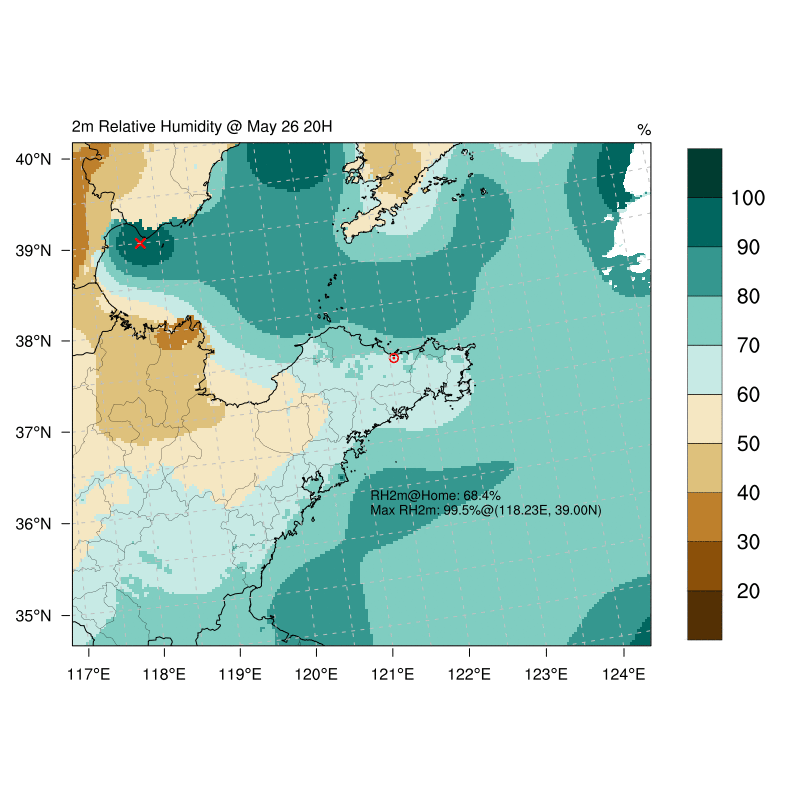 2m Relative Humidity @ May 26 20H
%
40°N
39°N
38°N
37°N
36°N
35°N
117°E
118°E
119°E
120°E
121°E
122°E
123°E
124°E
RH2m@Home: 68.4%
Max RH2m: 99.5%@(118.23E, 39.00N)
100
90
80
70
60
50
40
30
20